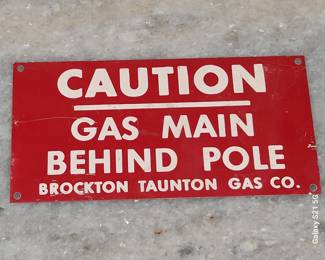 CAUTION
GAS MAIN
BEHIND POLE
BROCKTON TAUNTON GAS CO.
Galaxy S21 5G